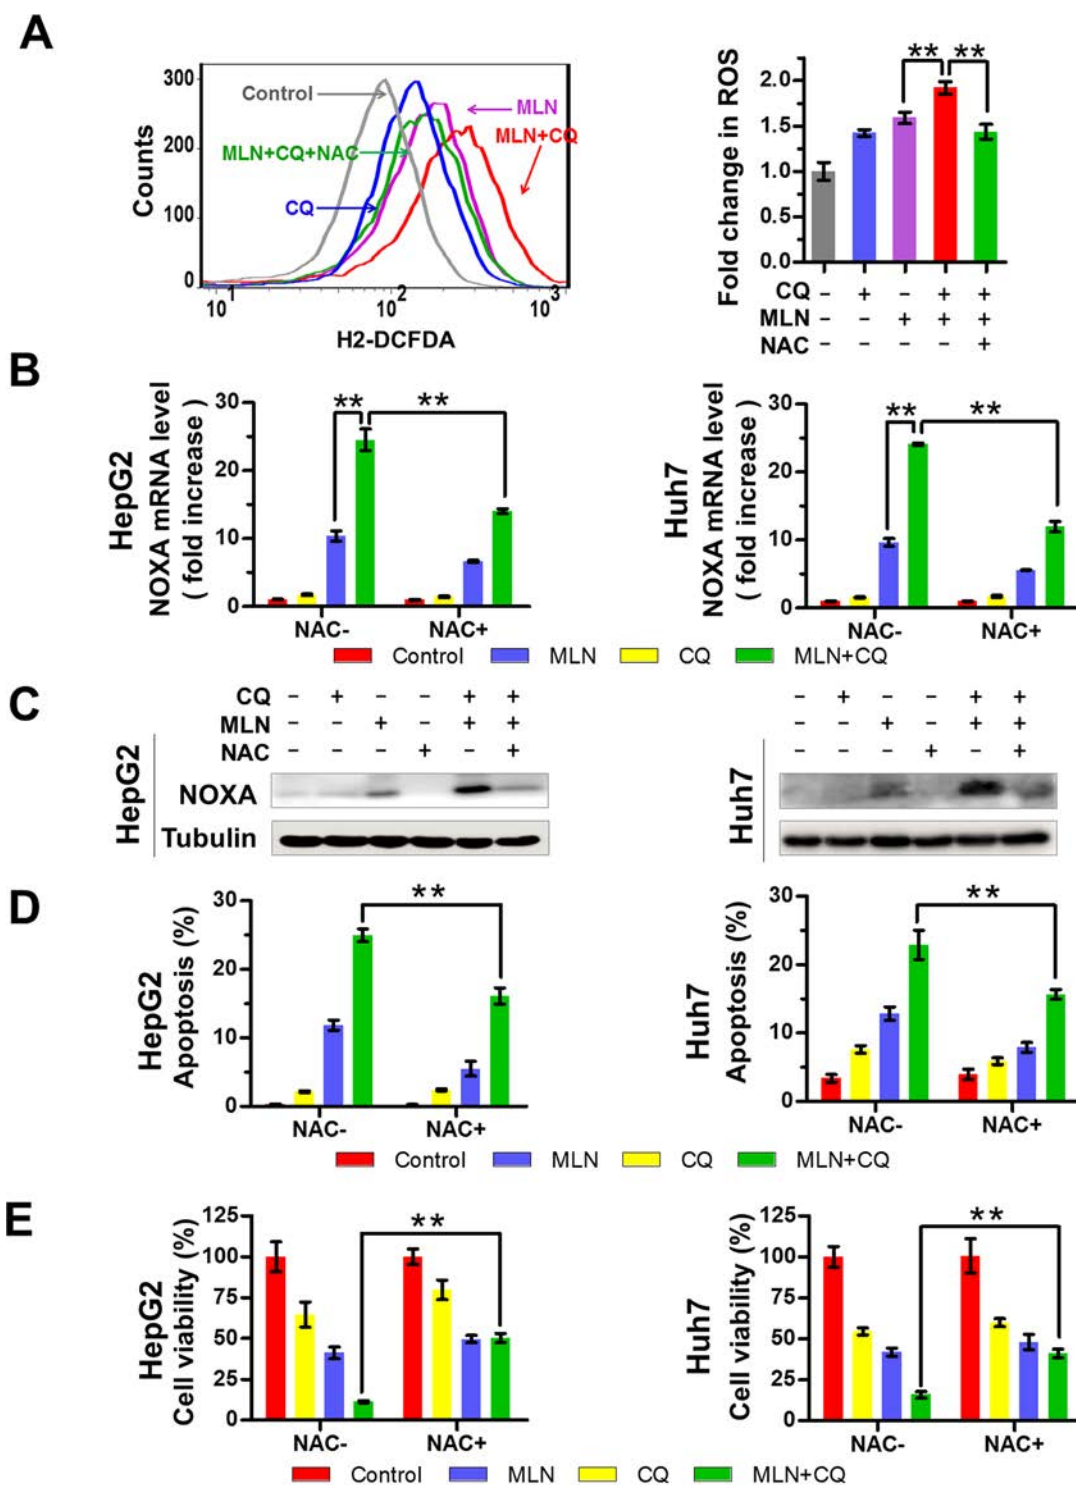 A
300
200
100
0
Counts
Control
MLN
MLN+CQ
MLN+CQ+NAC
CQ
10 1
10 2
10 3
H2-DCFDA
Fold change in ROS
2.0
1.5
1.0
0.5
0.0
** **
CQ − + − + +
MLN − − + + +
NAC − − − − +
B
HepG2
NOXA mRNA level
( fold increase )
30
20
10
0
** **
NAC- NAC+
Huh7
NOXA mRNA level
( fold increase )
30
20
10
0
** **
NAC- NAC+
Control MLN CQ MLN+CQ
C
CQ − + − − + +
MLN − − + − + +
NAC − − − + − +
HepG2
NOXA
Tubulin
− + − − + +
− − + − + +
− − − + − +
Huh7
D
HepG2
Apoptosis (%)
30
20
10
0
**
NAC- NAC+
Huh7
Apoptosis (%)
30
20
10
0
**
NAC- NAC+
Control MLN CQ MLN+CQ
E
HepG2
Cell viability (%)
125
100
75
50
25
0
**
NAC- NAC+
Huh7
Cell viability (%)
125
100
75
50
25
0
**
NAC- NAC+
Control MLN CQ MLN+CQ